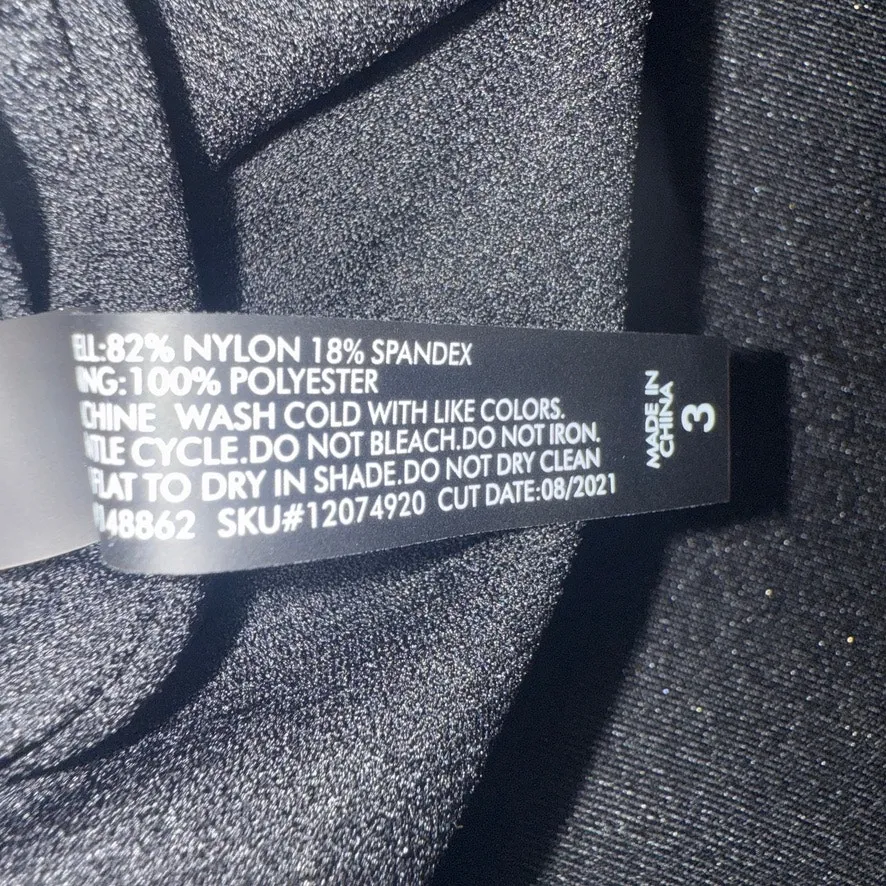 ELL:82% NYLON 18% SPANDEX
NG:100% POLYESTER
CHINE WASH COLD WITH LIKE COLORS.
TLE CYCLE.DO NOT BLEACH.DO NOT IRON.
FLAT TO DRY IN SHADE.DO NOT DRY CLEAN
48862 SKU#12074920 CUT DATE:08/2021
MADE IN
CHINA
3